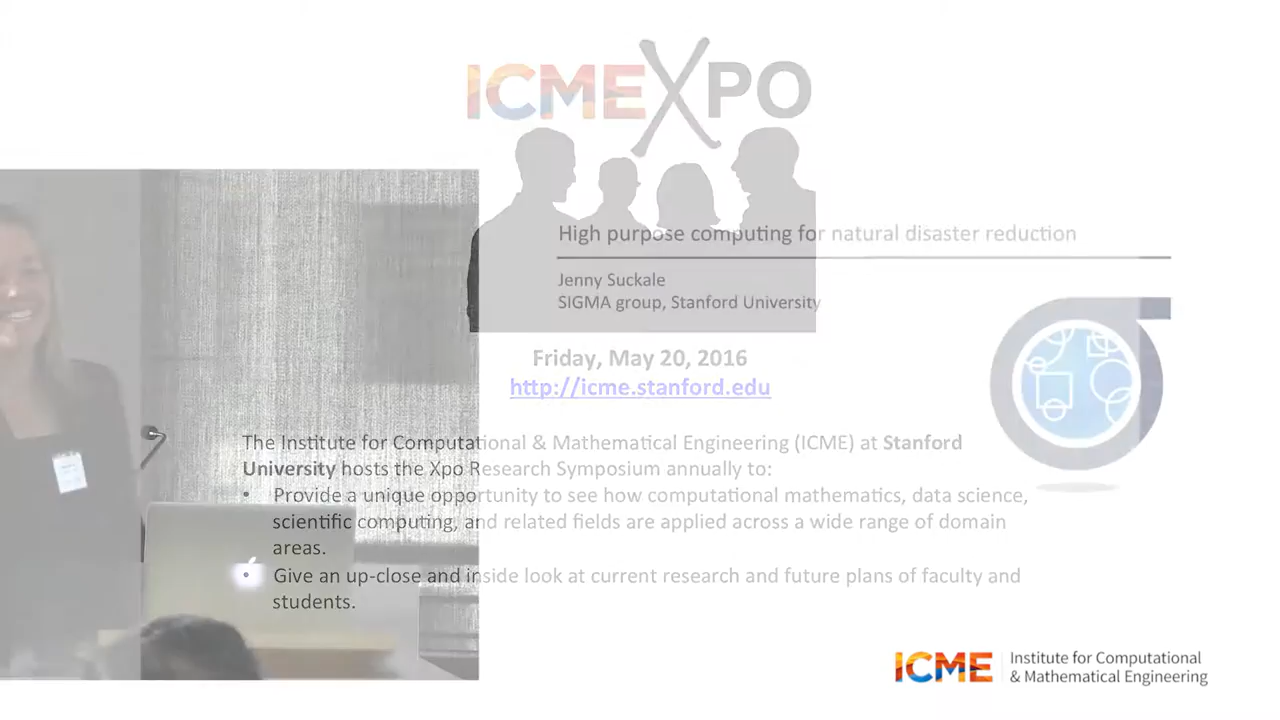 ICMEXPO
High purpose computing for natural disaster reduction
Jenny Suckale
SIGMA group, Stanford University
Friday, May 20, 2016
http://icme.stanford.edu
The Institute for Computational & Mathematical Engineering (ICME) at Stanford
University hosts the Xpo Research Symposium annually to:
• Provide a unique opportunity to see how computational mathematics, data science,
scientific computing, and related fields are applied across a wide range of domain
areas.
• Give an up-close and inside look at current research and future plans of faculty and
students.
ICME Institute for Computational
& Mathematical Engineering